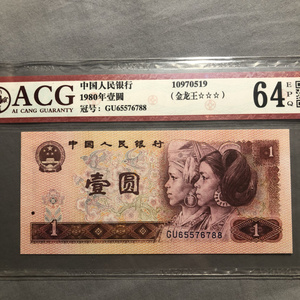 ACG
AI CANG GUARANTY
中国人民银行
1980年壹圆
冠号: GU65576788
10970519
(金龙王☆☆☆)
64
E
P
Q
中国人民银行
壹圆
1
1
GU65576788